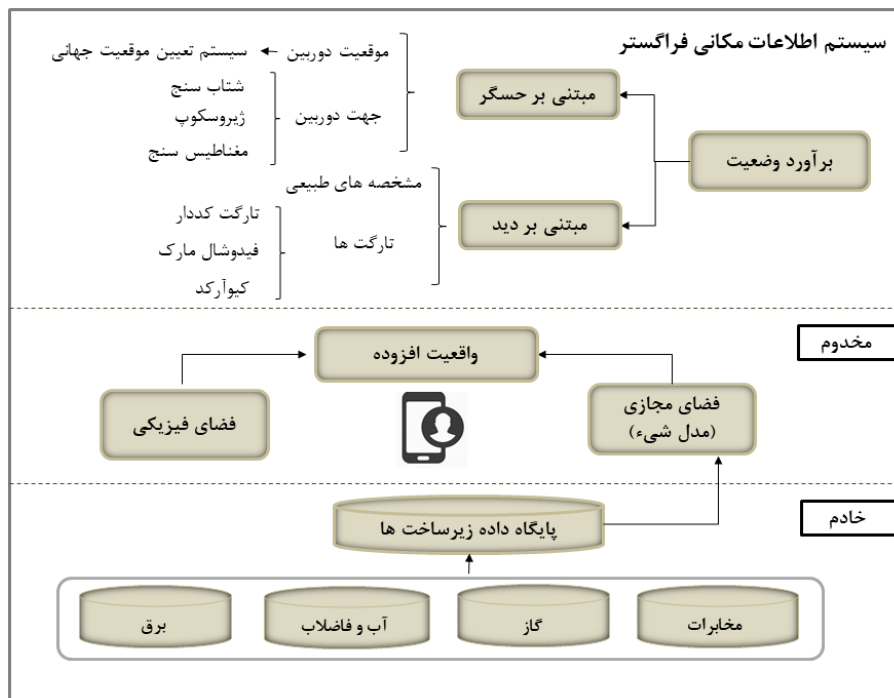 سیستم اطلاعات مکانی فراگستر
برآورد وضعیت
مبتنی بر حسگر
موقعیت دوربین
سیستم تعیین موقعیت جهانی
جهت دوربین
شتاب سنج
ژیروسکوپ
مغناطیس سنج
مبتنی بر دید
مشخصه های طبیعی
تارگت ها
تارگت کددار
فیدوشال مارک
کیوآرکد
مخدوم
واقعیت افزوده
فضای مجازی
(مدل شیء)
فضای فیزیکی
خادم
پایگاه داده زیرساخت ها
مخابرات
گاز
آب و فاضلاب
برق